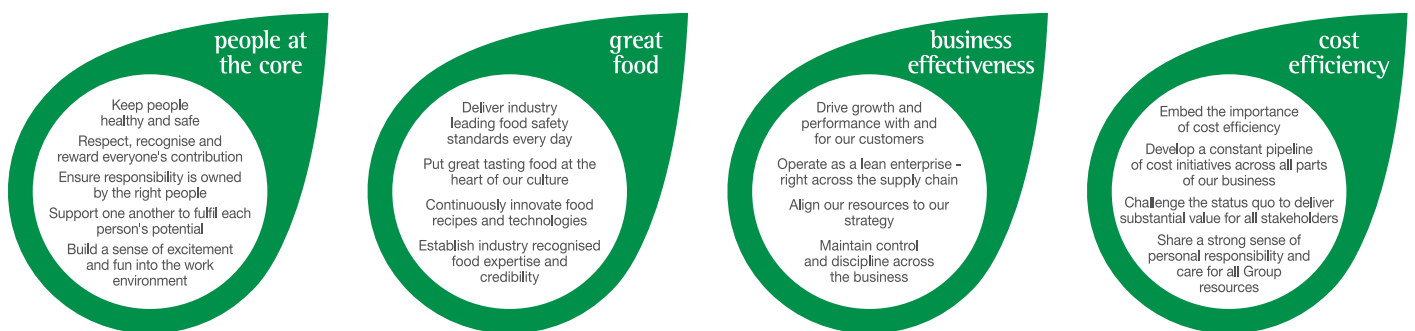 people at
the core
Keep people
healthy and safe
Respect, recognise and
reward everyone's contribution
Ensure responsibility is owned
by the right people
Support one another to fulfil each
person's potential
Build a sense of excitement
and fun into the work
environment
great
food
Deliver industry
leading food safety
standards every day
Put great tasting food at the
heart of our culture
Continuously innovate food
recipes and technologies
Establish industry recognised
food expertise and
credibility
business
effectiveness
Drive growth and
performance with and
for our customers
Operate as a lean enterprise -
right across the supply chain
Align our resources to our
strategy
Maintain control
and discipline across
the business
cost
efficiency
Embed the importance
of cost efficiency
Develop a constant pipeline
of cost initiatives across all parts
of our business
Challenge the status quo to deliver
substantial value for all stakeholders
Share a strong sense of
personal responsibility and
care for all Group
resources